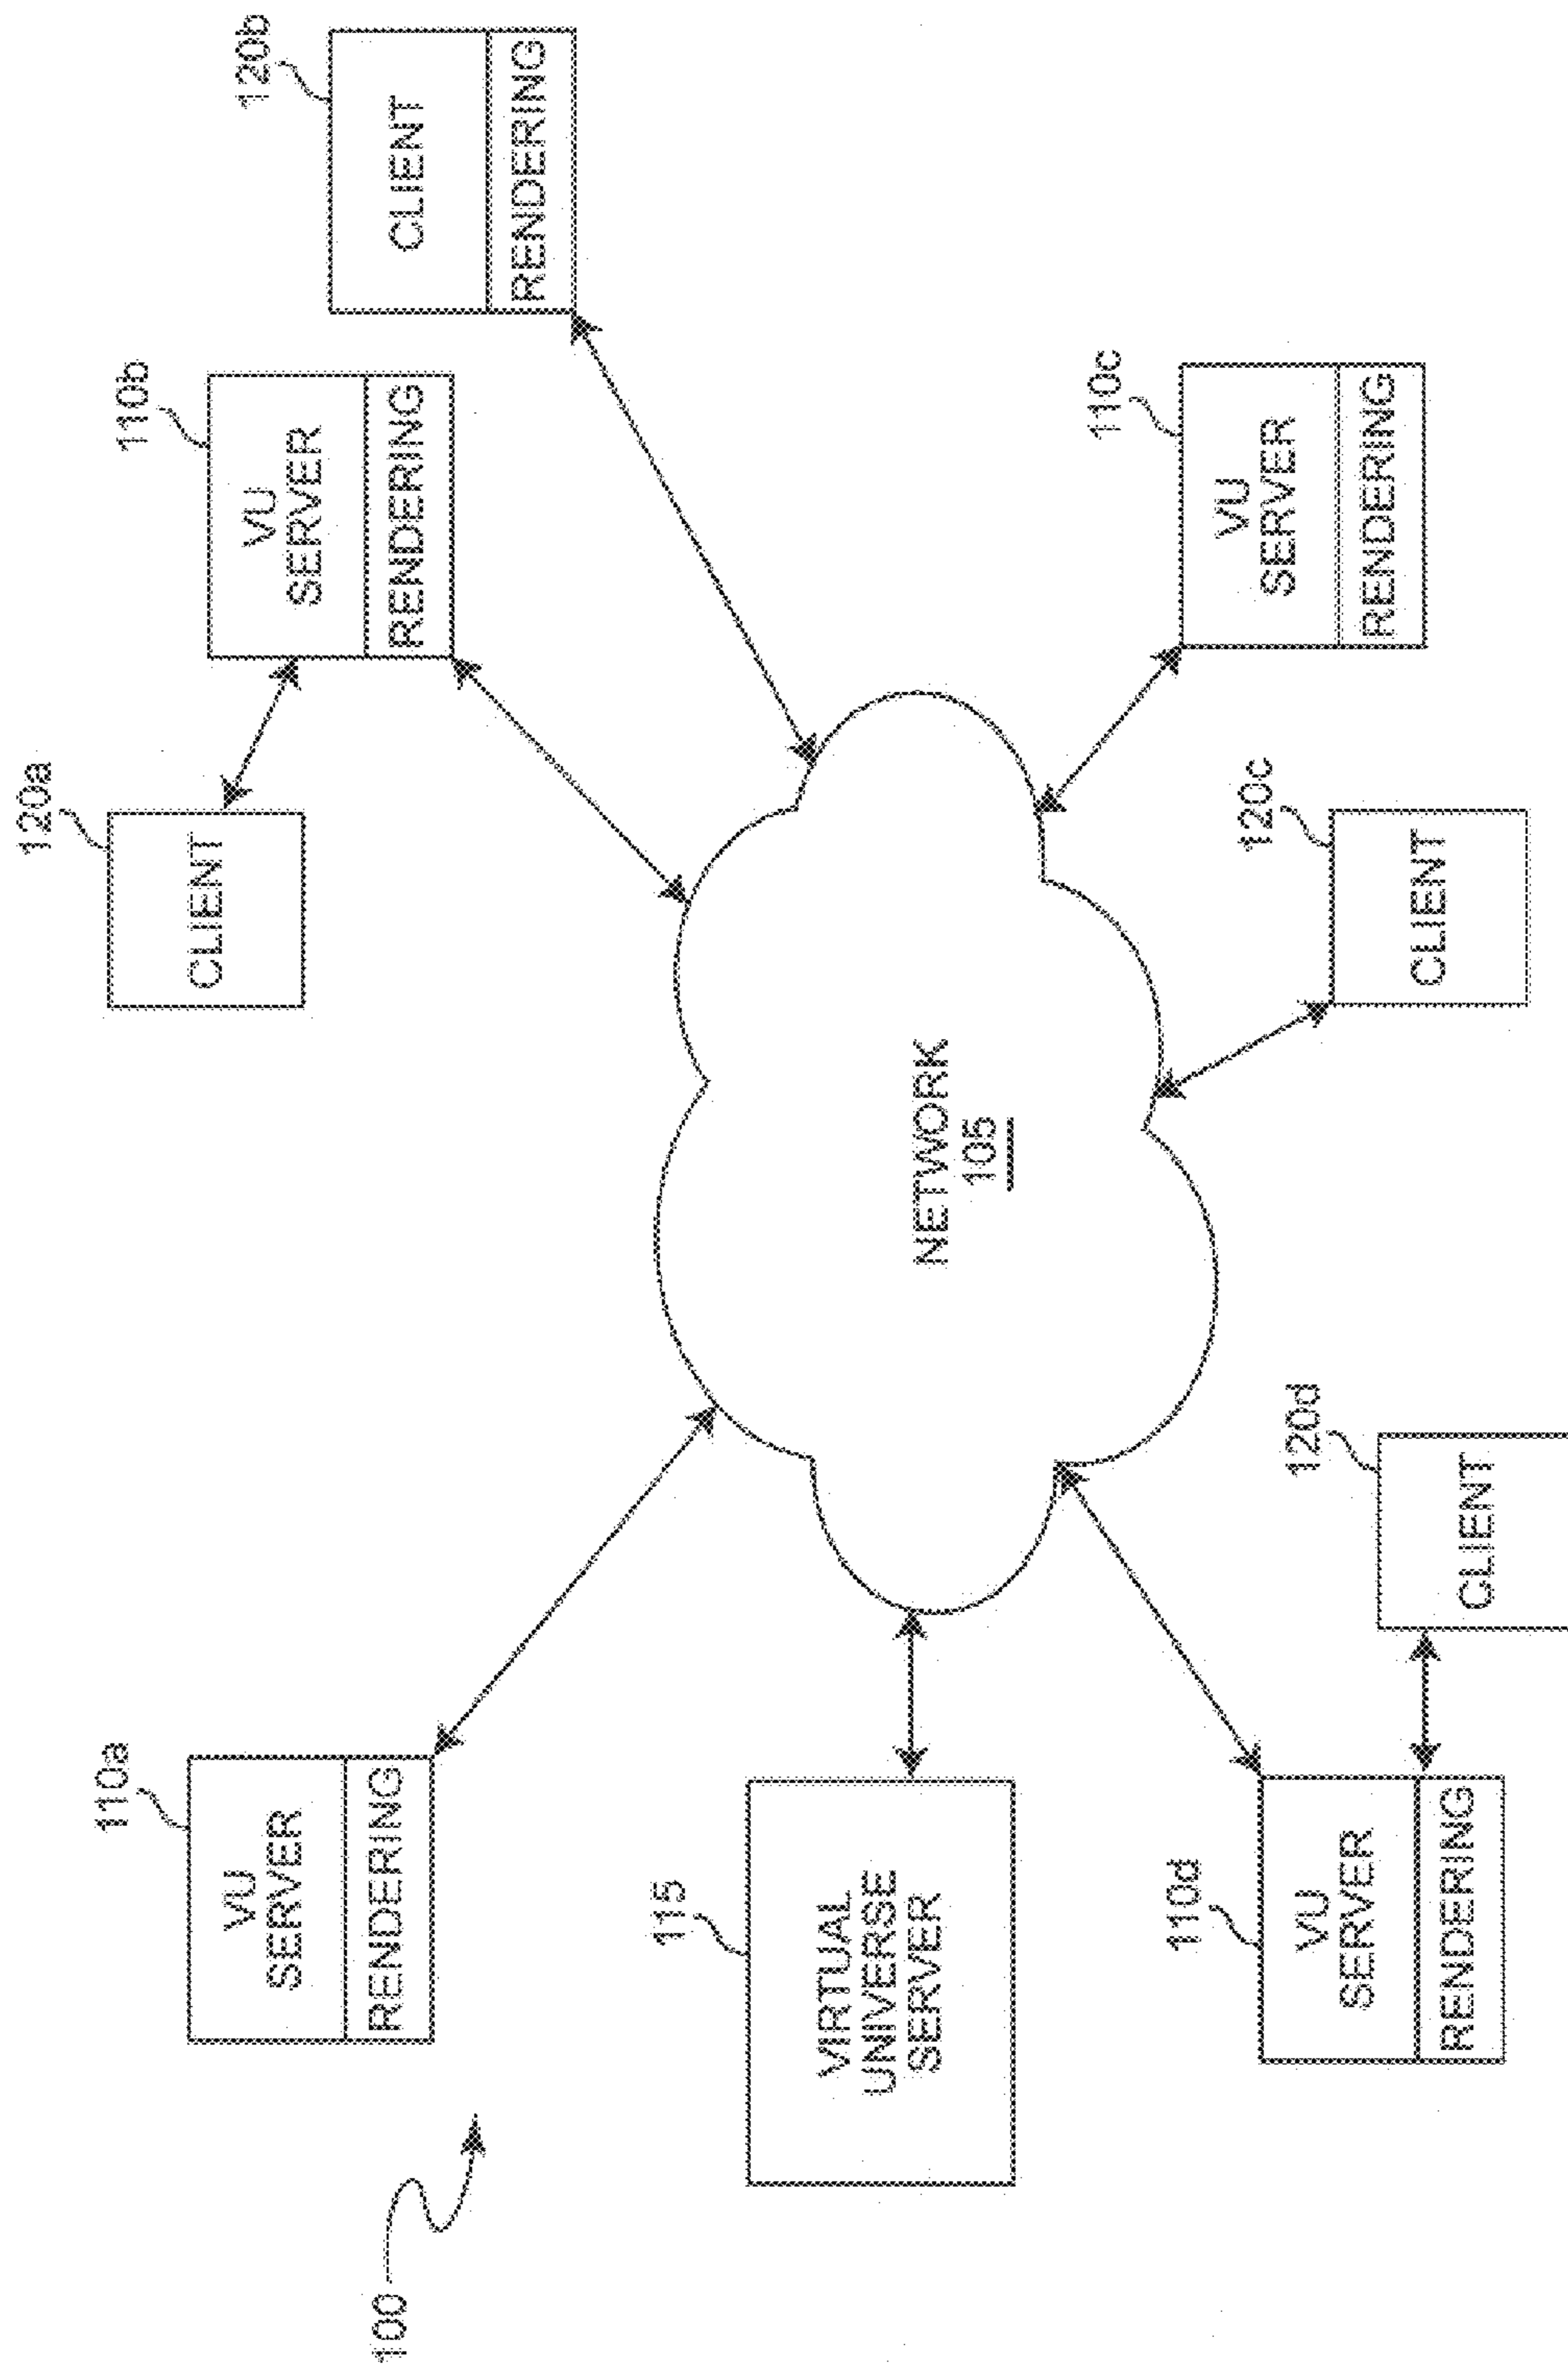 100
110a
VU
SERVER
RENDERING
120a
CLIENT
110b
VU
SERVER
RENDERING
120b
CLIENT
RENDERING
115
VIRTUAL
UNIVERSE
SERVER
NETWORK
105
110d
VU
SERVER
RENDERING
120d
CLIENT
120c
CLIENT
110c
VU
SERVER
RENDERING